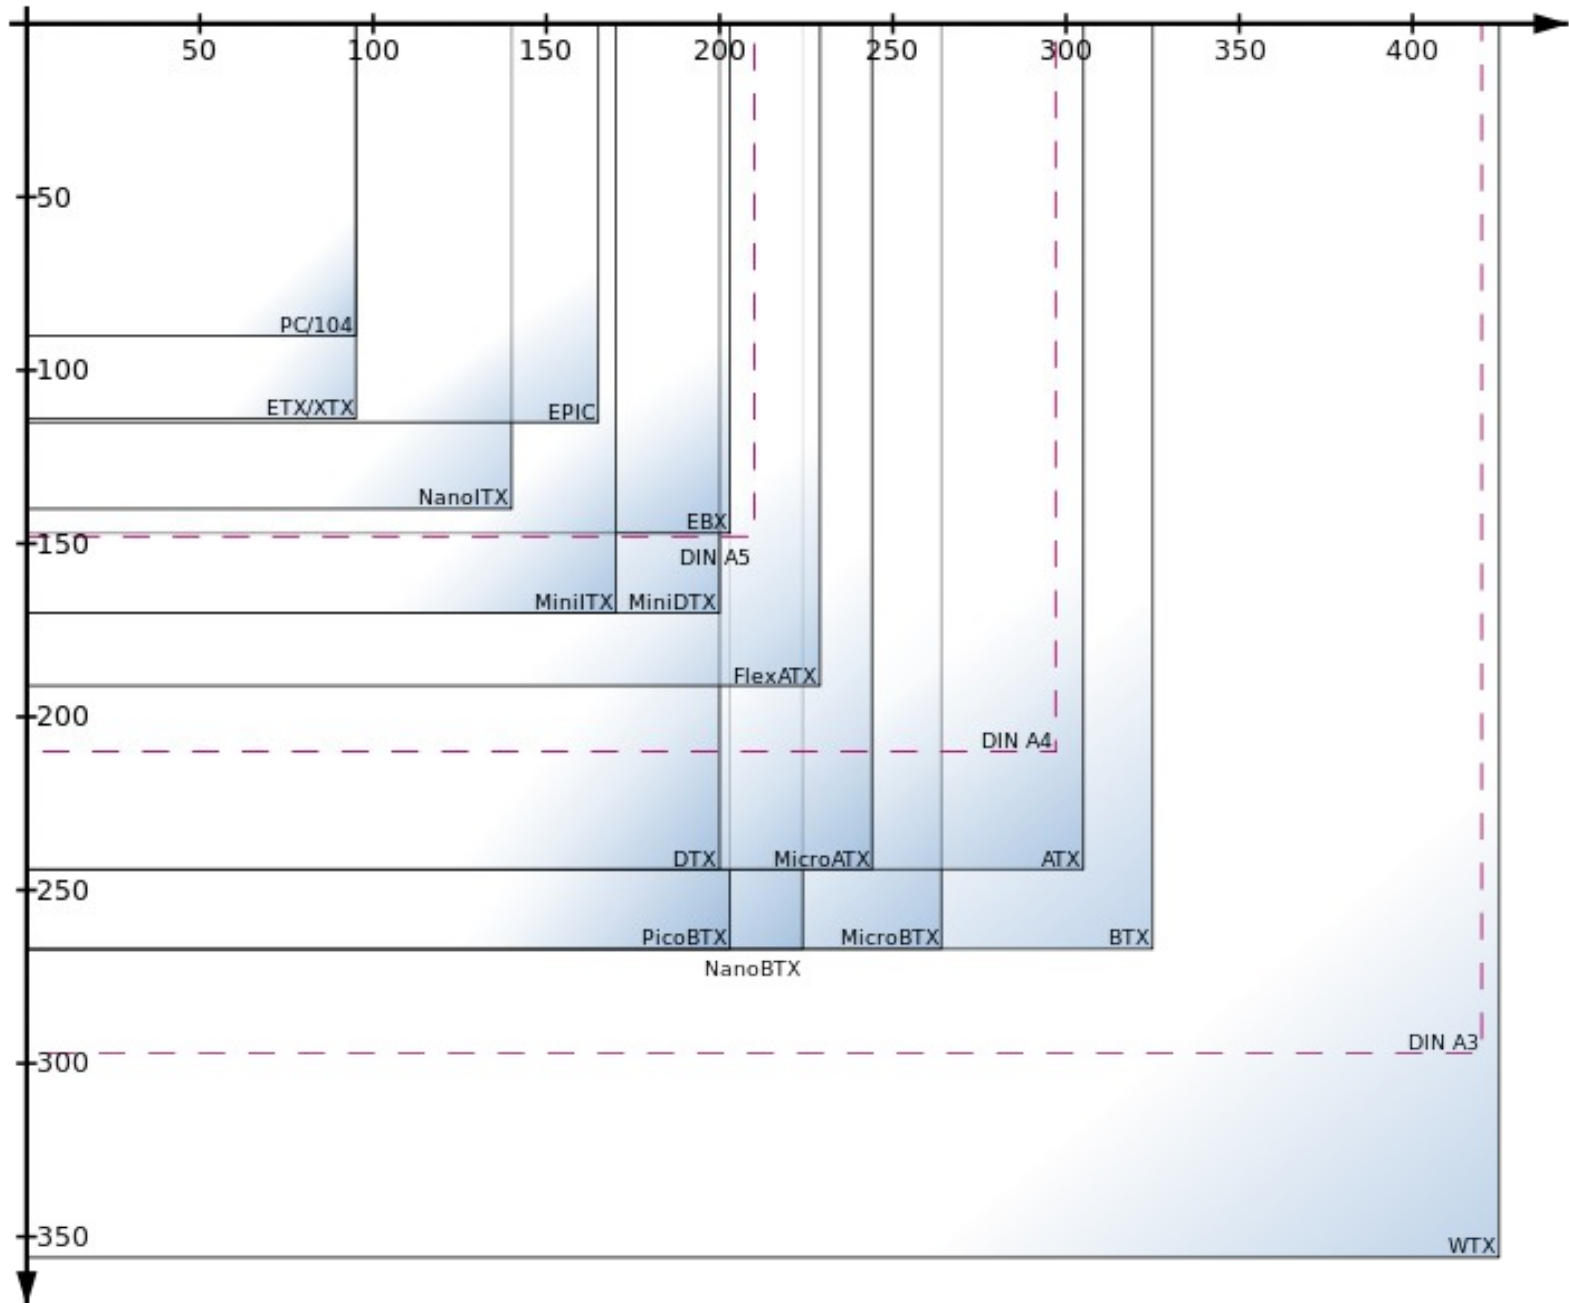 50 100 150 200 250 300 350 400
50
PC/104
100
ETX/XTX
EPIC
NanoITX
EBX
150
DIN A5
MiniITX MiniDTX
FlexATX
200
DIN A4
DTX MicroATX ATX
250
PicoBTX MicroBTX BTX
NanoBTX
DIN A3
300
350
WTX